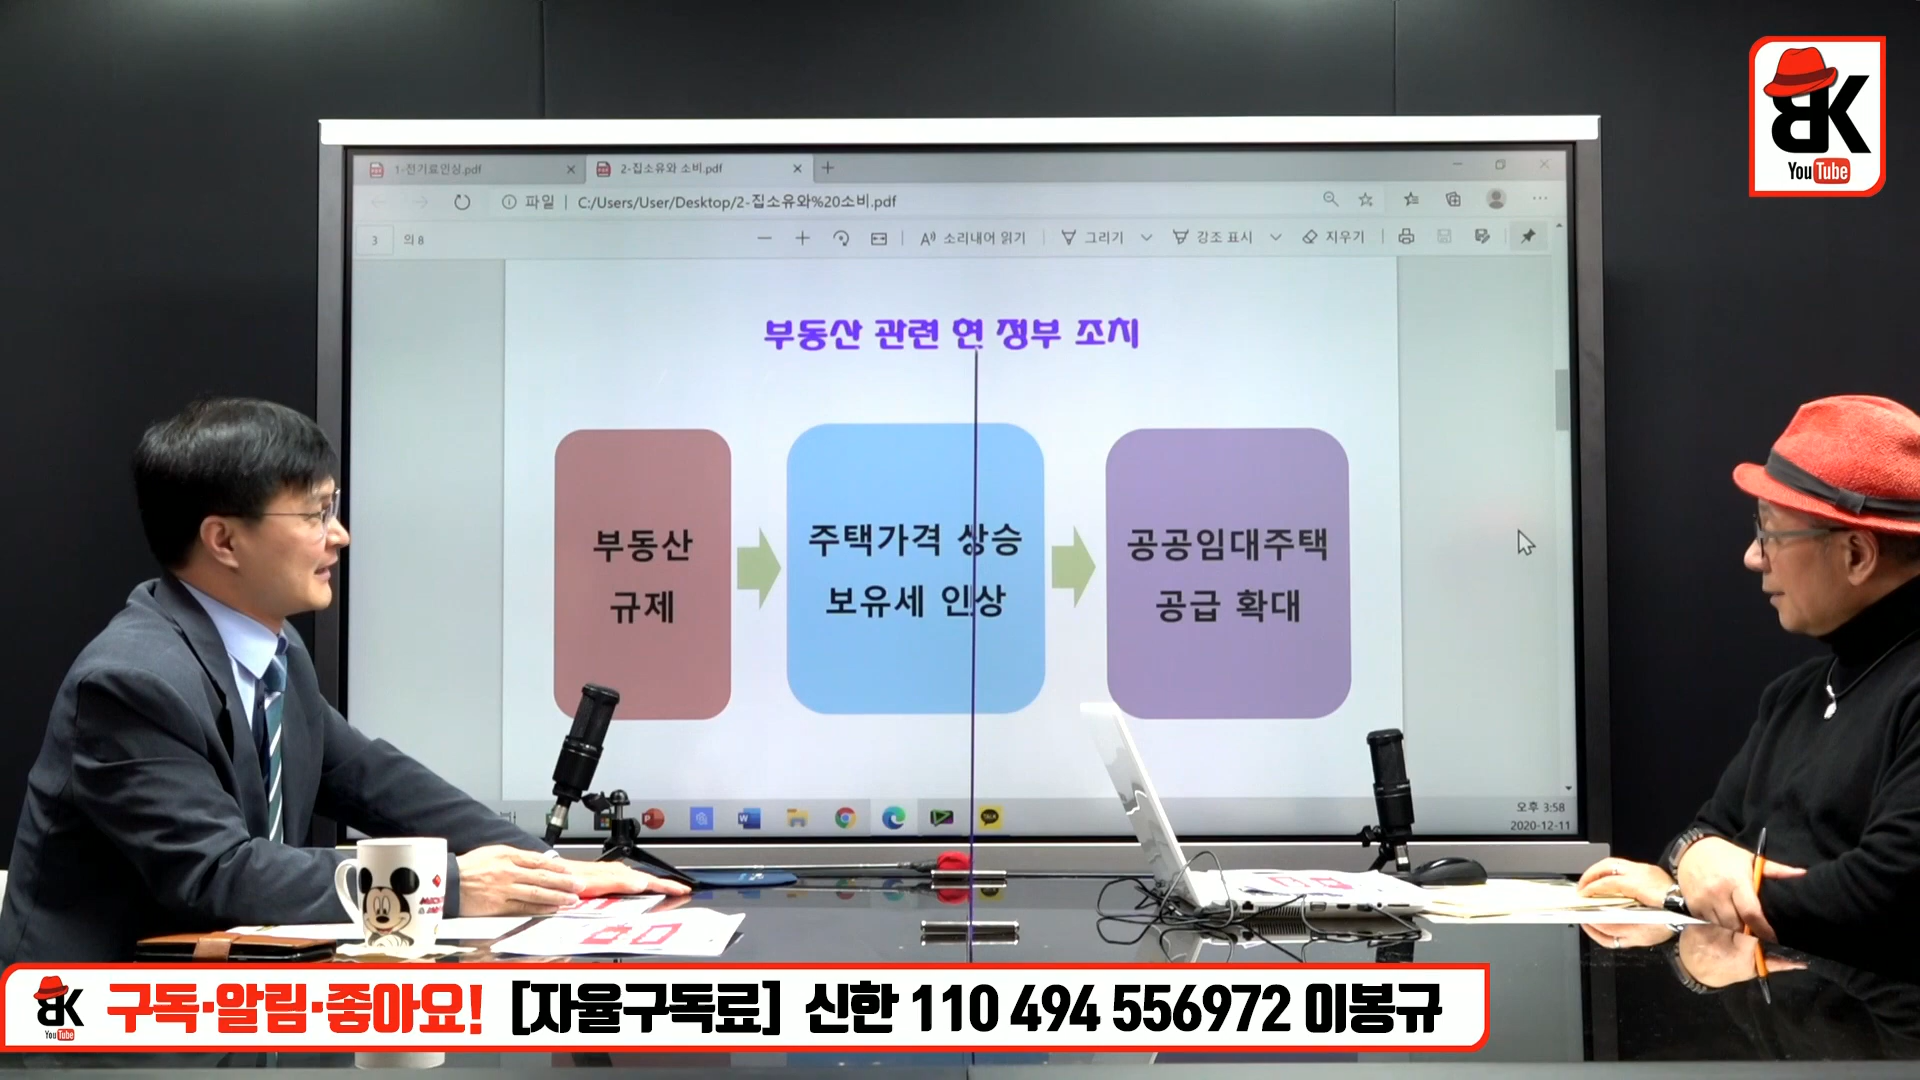 BK
YouTube
1-전기료인상.pdf
2-집소유와 소비.pdf
파일
C:/Users/User/Desktop/2-집소유와%20소비.pdf
3
의 8
소리내어 읽기
그리기
강조 표시
지우기
부동산 관련 현 정부 조치
부동산
규제
주택가격 상승
보유세 인상
공공임대주택
공급 확대
오후 3:58
2020-12-11
BK
YouTube
구독·알림·좋아요! [자율구독료] 신한 110 494 556972 이봉규